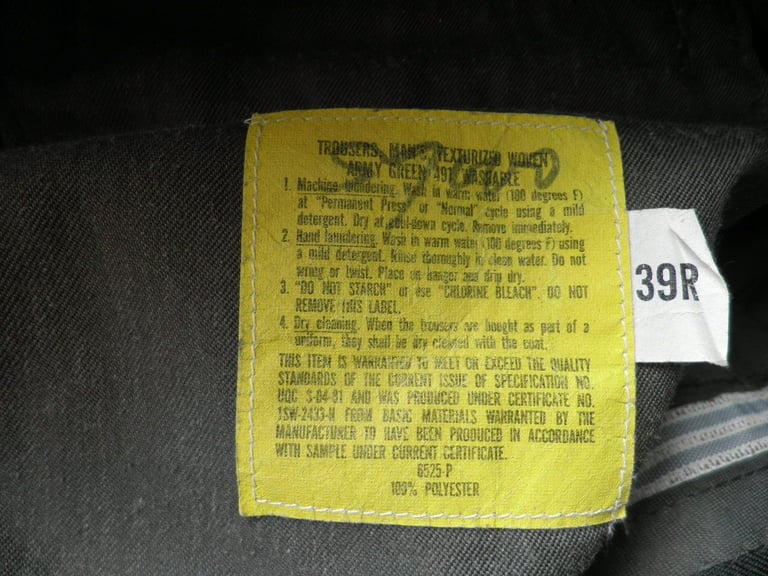 TROUSERS, MAN'S, TEXTURIZED WOVEN
ARMY GREEN 491 WASHABLE
1. Machine laundering. Wash in warm water (100 degrees F)
at "Permanent Press" or "Normal" cycle using a mild
detergent. Dry at cool-down cycle. Remove immediately.
2. Hand laundering. Wash in warm water (100 degrees F) using
a mild detergent. Rinse thoroughly in clean water. Do not
wring or twist. Place on hanger and drip dry.
3. "DO NOT STARCH" or use "CHLORINE BLEACH". DO NOT
REMOVE THIS LABEL.
4. Dry cleaning. When the trousers are bought as part of a
uniform, they shall be dry cleaned with the coat.
THIS ITEM IS WARRANTED TO MEET OR EXCEED THE QUALITY
STANDARDS OF THE CURRENT ISSUE OF SPECIFICATION NO.
UQC S-04-81 AND WAS PRODUCED UNDER CERTIFICATE NO.
1SW-2433-N FROM BASIC MATERIALS WARRANTED BY THE
MANUFACTURER TO HAVE BEEN PRODUCED IN ACCORDANCE
WITH SAMPLE UNDER CURRENT CERTIFICATE.
6525-P
100% POLYESTER
39R